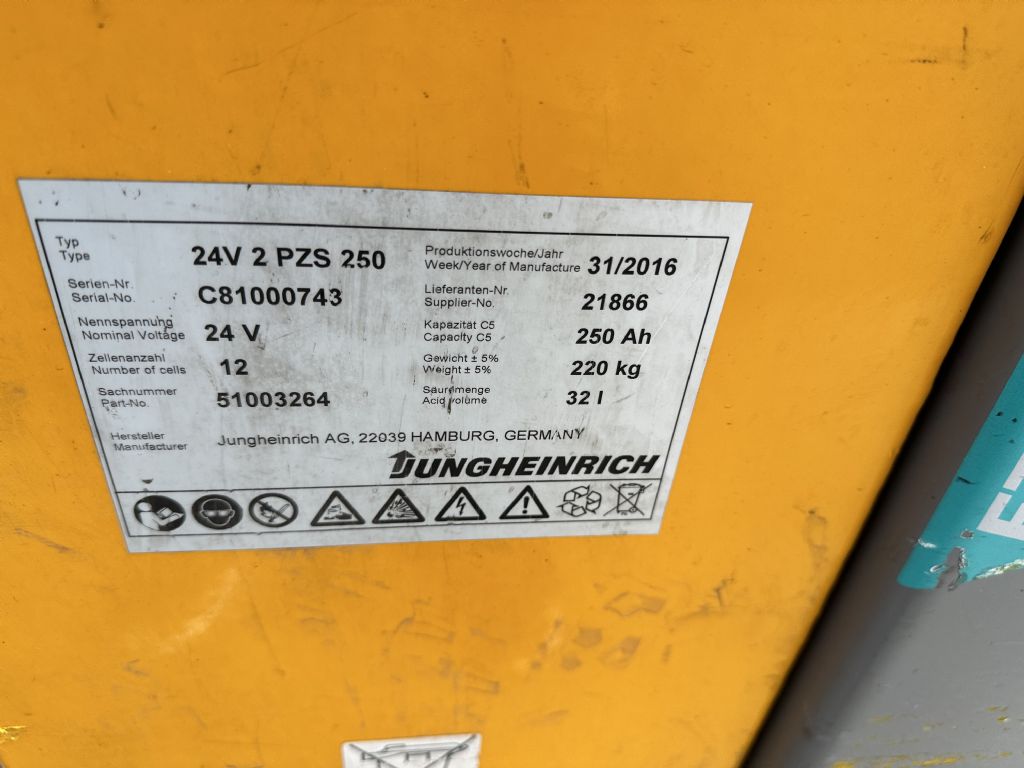 Typ
Type 24V 2 PZS 250
Serien-Nr.
Serial-No. C81000743
Nennspannung
Nominal Voltage 24 V
Zellenanzahl
Number of cells 12
Sachnummer
Part-No. 51003264
Produktionswoche/Jahr
Week/Year of Manufacture 31/2016
Lieferanten-Nr.
Supplier-No. 21866
Kapazität C5
Capacity C5 250 Ah
Gewicht ± 5%
Weight ± 5% 220 kg
Säuremenge
Acid volume 32 l
Hersteller
Manufacturer Jungheinrich AG, 22039 HAMBURG, GERMANY
JUNGHEINRICH